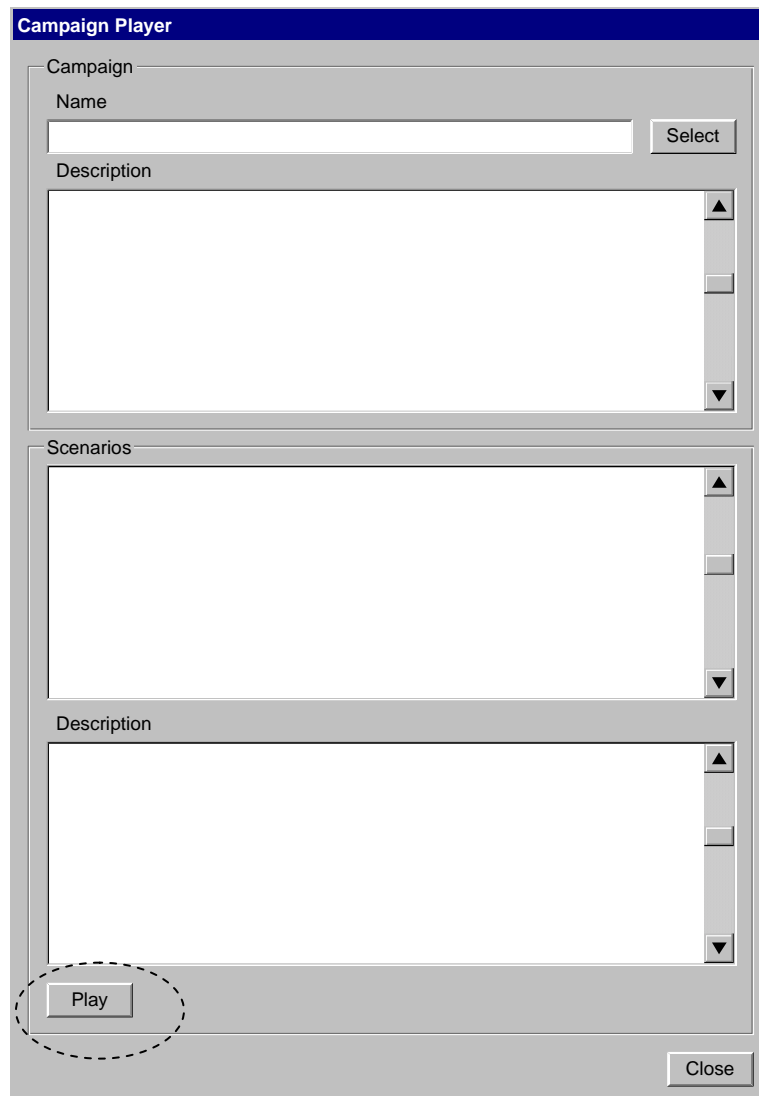 Campaign Player
Campaign
Name
Select
Description
Scenarios
Description
Play
Close